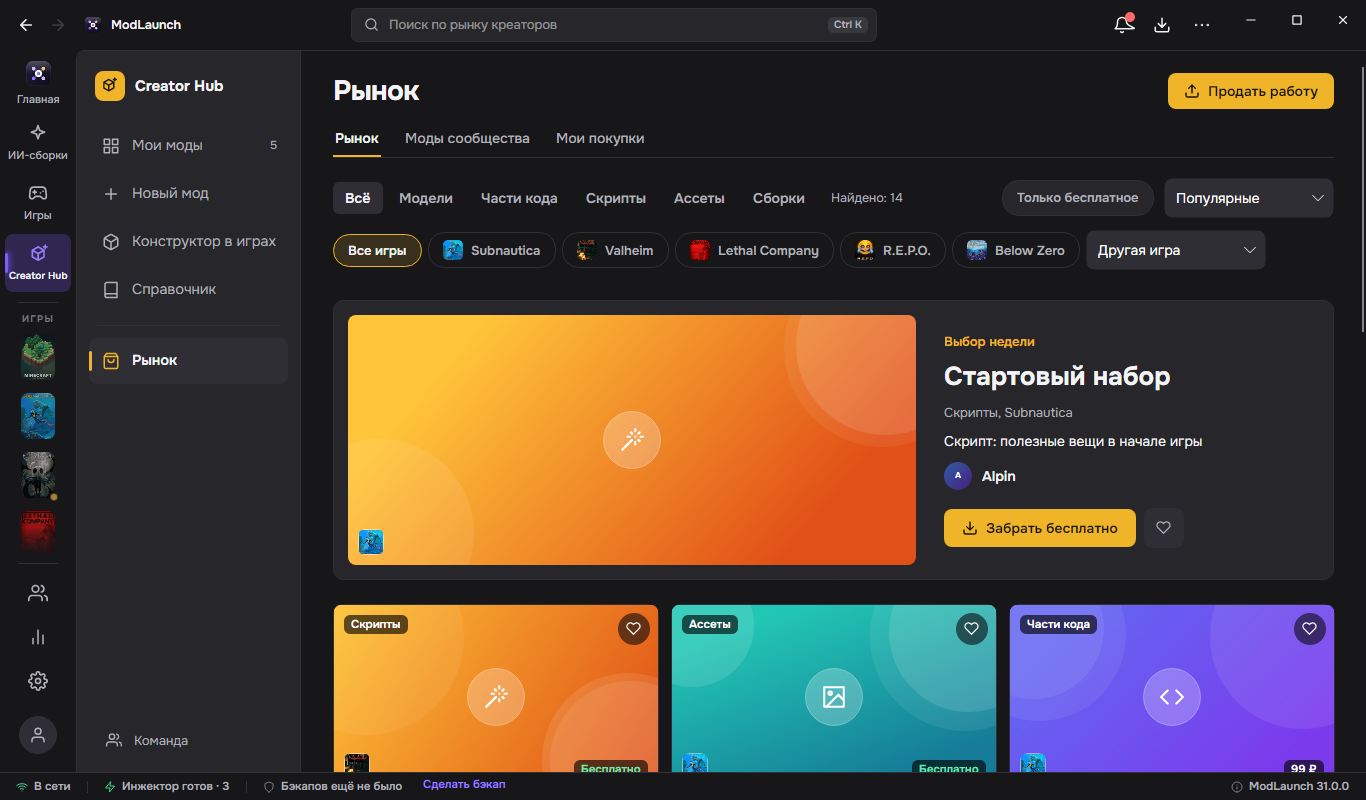 ModLaunch
Поиск по рынку креаторов
Ctrl K
Главная
ИИ-сборки
Игры
Creator Hub
ИГРЫ
MINECRAFT
LETHAL
COMPANY
Creator Hub
Мои моды 5
Новый мод
Конструктор в играх
Справочник
Рынок
Команда
Рынок
Продать работу
Рынок Моды сообщества Мои покупки
Всё Модели Части кода Скрипты Ассеты Сборки Найдено: 14 Только бесплатное Популярные
Все игры Subnautica Valheim Lethal Company R.E.P.O. Below Zero Другая игра
Выбор недели
Стартовый набор
Скрипты, Subnautica
Скрипт: полезные вещи в начале игры
A Alpin
Забрать бесплатно
Скрипты Ассеты Части кода
Бесплатно Бесплатно 99 ₽
В сети Инжектор готов · 3 Бэкапов ещё не было Сделать бэкап ModLaunch 31.0.0